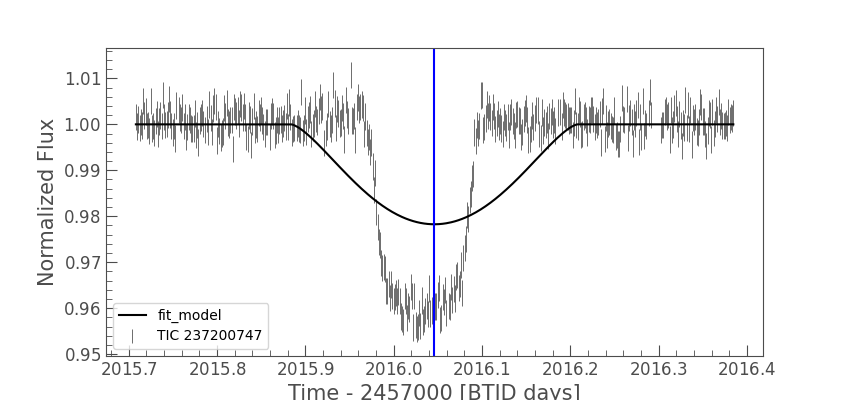 1.01
1.00
0.99
0.98
0.97
0.96
0.95
Normalized Flux
fit_model
TIC 237200747
2015.7 2015.8 2015.9 2016.0 2016.1 2016.2 2016.3 2016.4
Time - 2457000 [BTJD days]